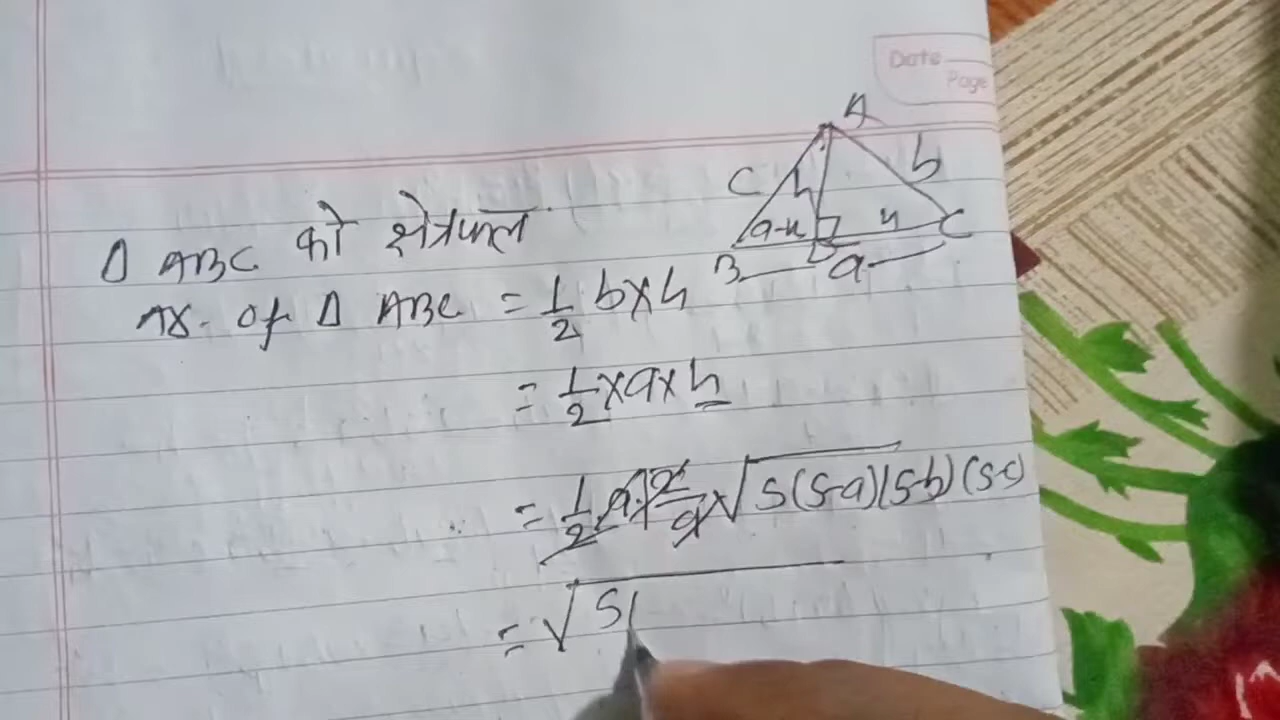 Date
Page
A
C h b
a-x x C
B D a
Δ ABC को क्षेत्रफल
Ar. of Δ ABC = 1/2 b×h
= 1/2 × a × h
= 1/2 × a × 2/a × √s(s-a)(s-b)(s-c)
= √s(